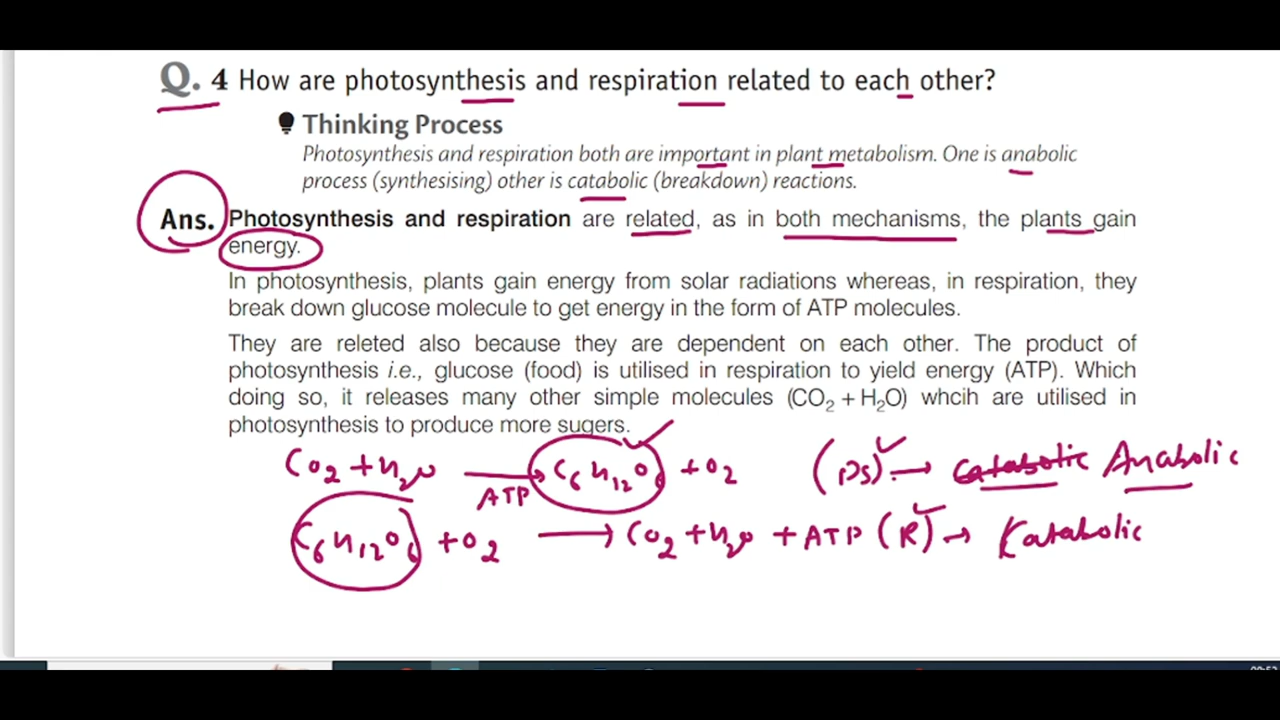 Q. 4 How are photosynthesis and respiration related to each other?
Thinking Process
Photosynthesis and respiration both are important in plant metabolism. One is anabolic
process (synthesising) other is catabolic (breakdown) reactions.
Ans. Photosynthesis and respiration are related, as in both mechanisms, the plants gain
energy.
In photosynthesis, plants gain energy from solar radiations whereas, in respiration, they
break down glucose molecule to get energy in the form of ATP molecules.
They are releted also because they are dependent on each other. The product of
photosynthesis i.e., glucose (food) is utilised in respiration to yield energy (ATP). Which
doing so, it releases many other simple molecules (CO₂ + H₂O) whcih are utilised in
photosynthesis to produce more sugers.
CO₂ + H₂O → ATP C₆H₁₂O₆ + O₂ (PS) → Catabolic Anabolic
C₆H₁₂O₆ + O₂ → CO₂ + H₂O + ATP (R) → Catabolic